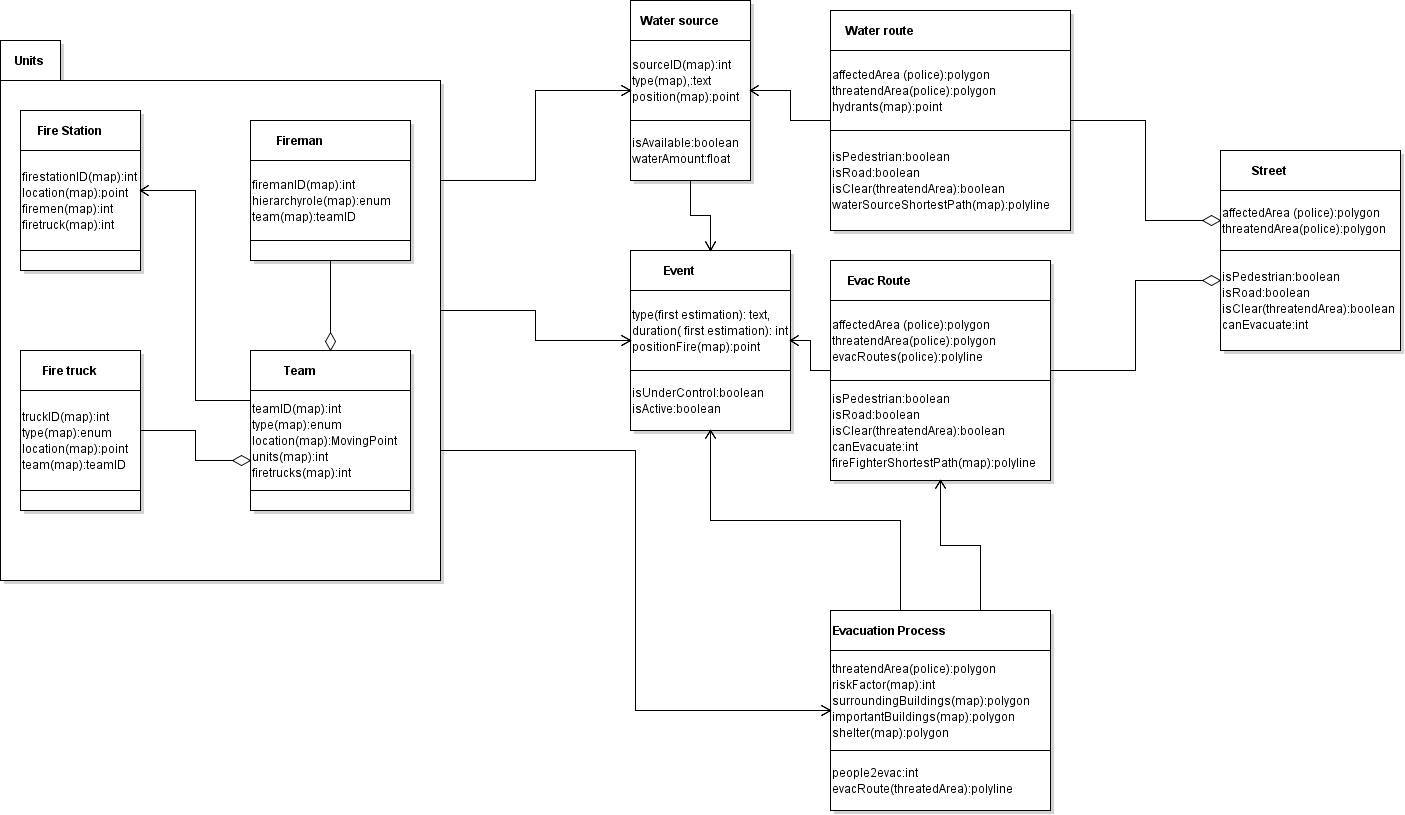 Units
Fire Station
firestationID(map):int
location(map):point
firemen(map):int
firetruck(map):int
Fireman
firemanID(map):int
hierarchyrole(map):enum
team(map):teamID
Fire truck
truckID(map):int
type(map):enum
location(map):point
team(map):teamID
Team
teamID(map):int
type(map):enum
location(map):MovingPoint
units(map):int
firetrucks(map):int
Water source
sourceID(map):int
type(map),:text
position(map):point
isAvailable:boolean
waterAmount:float
Event
type(first estimation): text,
duration( first estimation): int
positionFire(map):point
isUnderControl:boolean
isActive:boolean
Water route
affectedArea (police):polygon
threatendArea(police):polygon
hydrants(map):point
isPedestrian:boolean
isRoad:boolean
isClear(threatendArea):boolean
waterSourceShortestPath(map):polyline
Evac Route
affectedArea (police):polygon
threatendArea(police):polygon
evacRoutes(police):polyline
isPedestrian:boolean
isRoad:boolean
isClear(threatendArea):boolean
canEvacuate:int
fireFighterShortestPath(map):polyline
Street
affectedArea (police):polygon
threatendArea(police):polygon
isPedestrian:boolean
isRoad:boolean
isClear(threatendArea):boolean
canEvacuate:int
Evacuation Process
threatendArea(police):polygon
riskFactor(map):int
surroundingBuildings(map):polygon
importantBuildings(map):polygon
shelter(map):polygon
people2evac:int
evacRoute(threatedArea):polyline